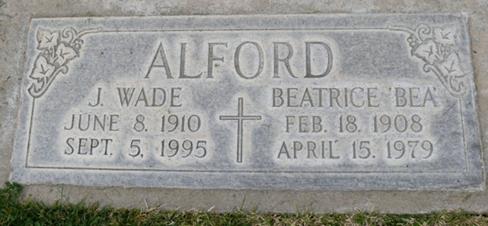 ALFORD
J. WADE
JUNE 8, 1910
SEPT. 5, 1995
BEATRICE "BEA"
FEB. 18, 1908
APRIL 15, 1979